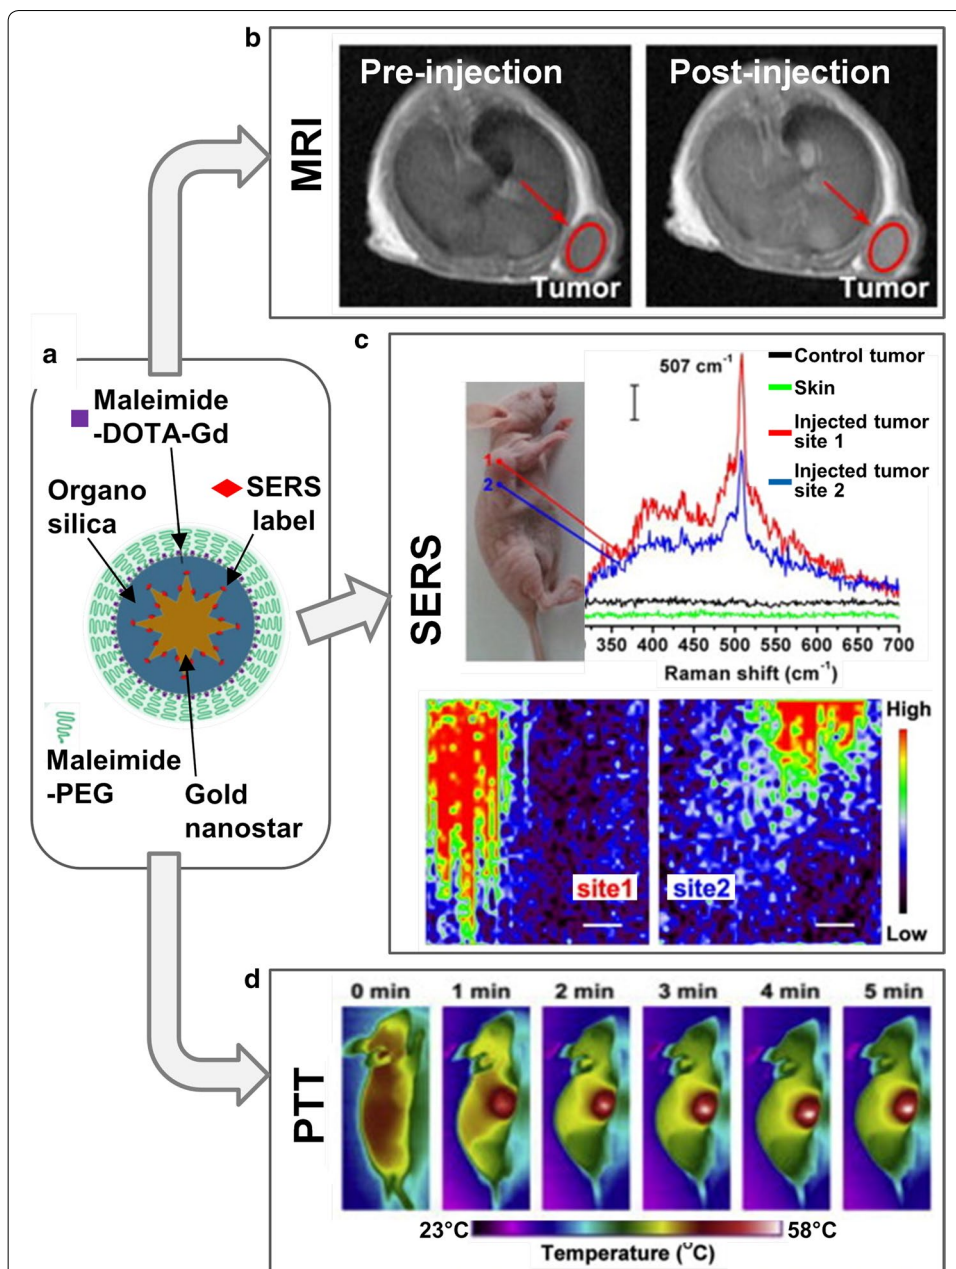 b
MRI
Pre-injection
Post-injection
Tumor
Tumor
a
Maleimide
-DOTA-Gd
Organo
silica
SERS
label
Maleimide
-PEG
Gold
nanostar
c
SERS
1
2
507 cm⁻¹
Control tumor
Skin
Injected tumor
site 1
Injected tumor
site 2
350 400 450 500 550 600 650 700
Raman shift (cm⁻¹)
site1
site2
High
Low
d
PTT
0 min 1 min 2 min 3 min 4 min 5 min
23°C
58°C
Temperature (°C)